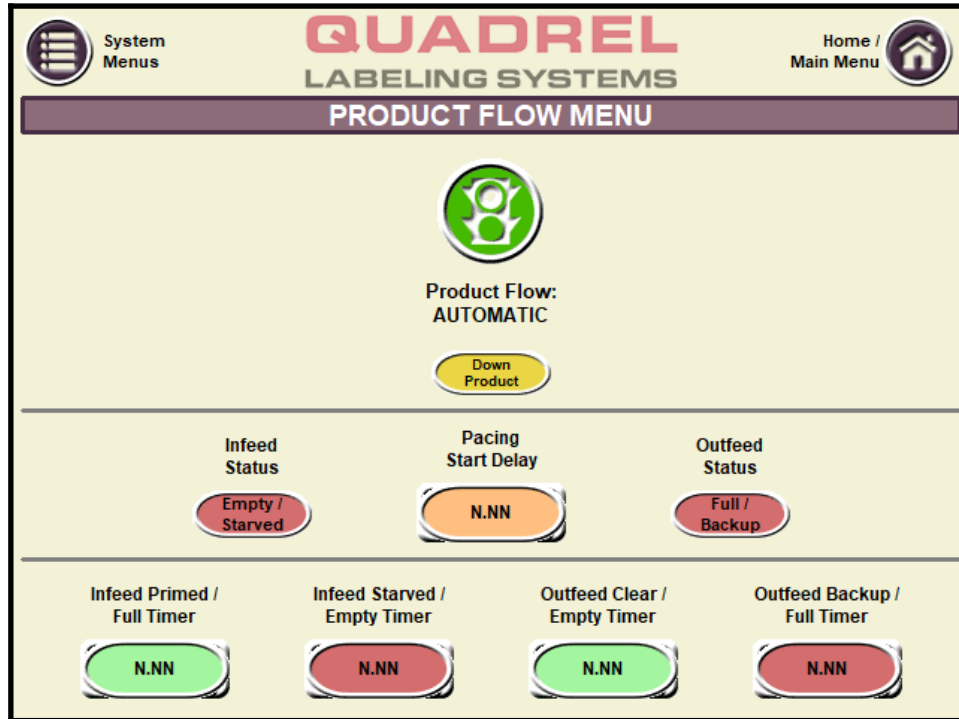 System
Menus
QUADREL
LABELING SYSTEMS
Home /
Main Menu
PRODUCT FLOW MENU
Product Flow:
AUTOMATIC
Down
Product
Infeed
Status
Empty /
Starved
Pacing
Start Delay
N.NN
Outfeed
Status
Full /
Backup
Infeed Primed /
Full Timer
N.NN
Infeed Starved /
Empty Timer
N.NN
Outfeed Clear /
Empty Timer
N.NN
Outfeed Backup /
Full Timer
N.NN